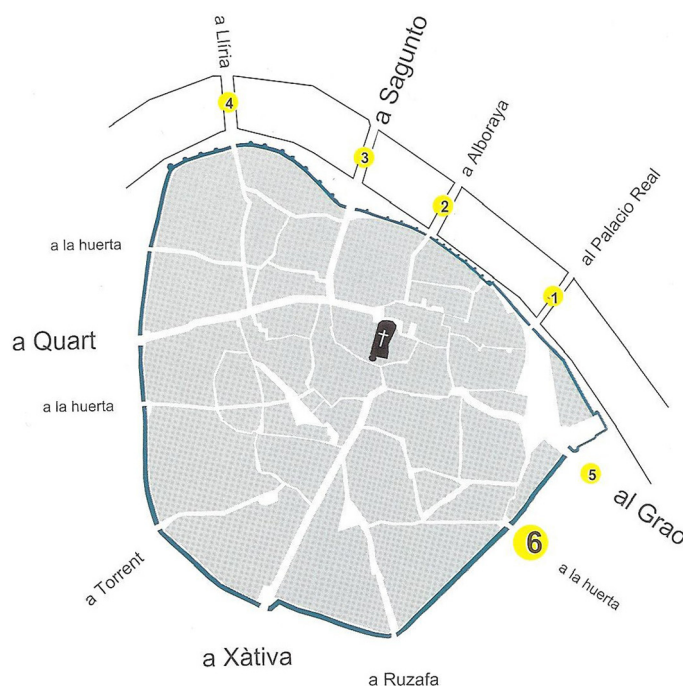 a Llíria
4
a Sagunto
3
a Alboraya
2
al Palacio Real
1
a la huerta
a Quart
a la huerta
5
al Grao
6
a la huerta
a Torrent
a Xàtiva
a Ruzafa